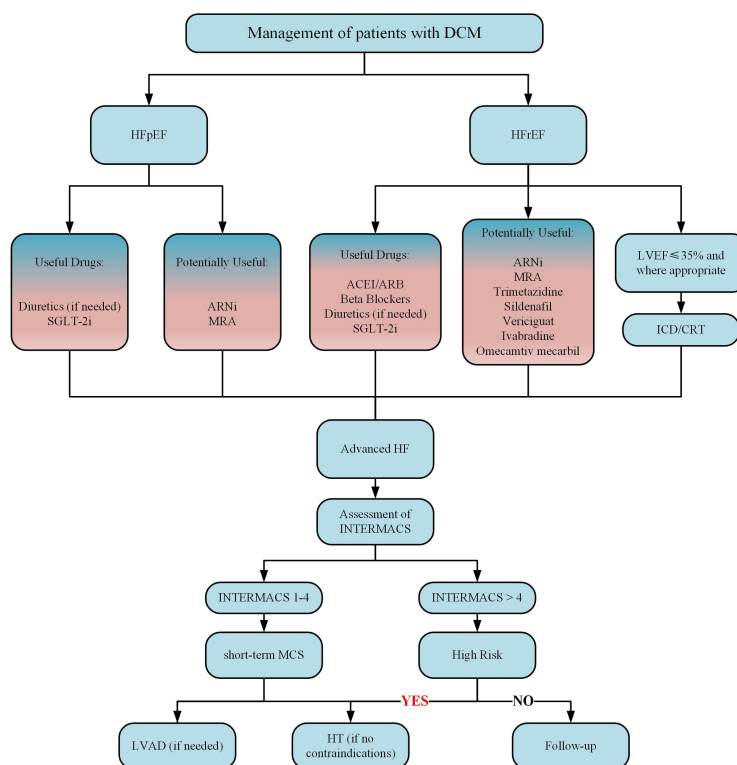 Management of patients with DCM
HFpEF
HFrEF
Useful Drugs:
Diuretics (if needed)
SGLT-2i
Potentially Useful:
ARNi
MRA
Useful Drugs:
ACEI/ARB
Beta Blockers
Diuretics (if needed)
SGLT-2i
Potentially Useful:
ARNi
MRA
Trimetazidine
Sildenafil
Vericiguat
Ivabradine
Omecamtiv mecarbil
LVEF≤35% and
where appropriate
ICD/CRT
Advanced HF
Assessment of
INTERMACS
INTERMACS 1-4
INTERMACS > 4
short-term MCS
High Risk
YES
NO
LVAD (if needed)
HT (if no
contraindications)
Follow-up